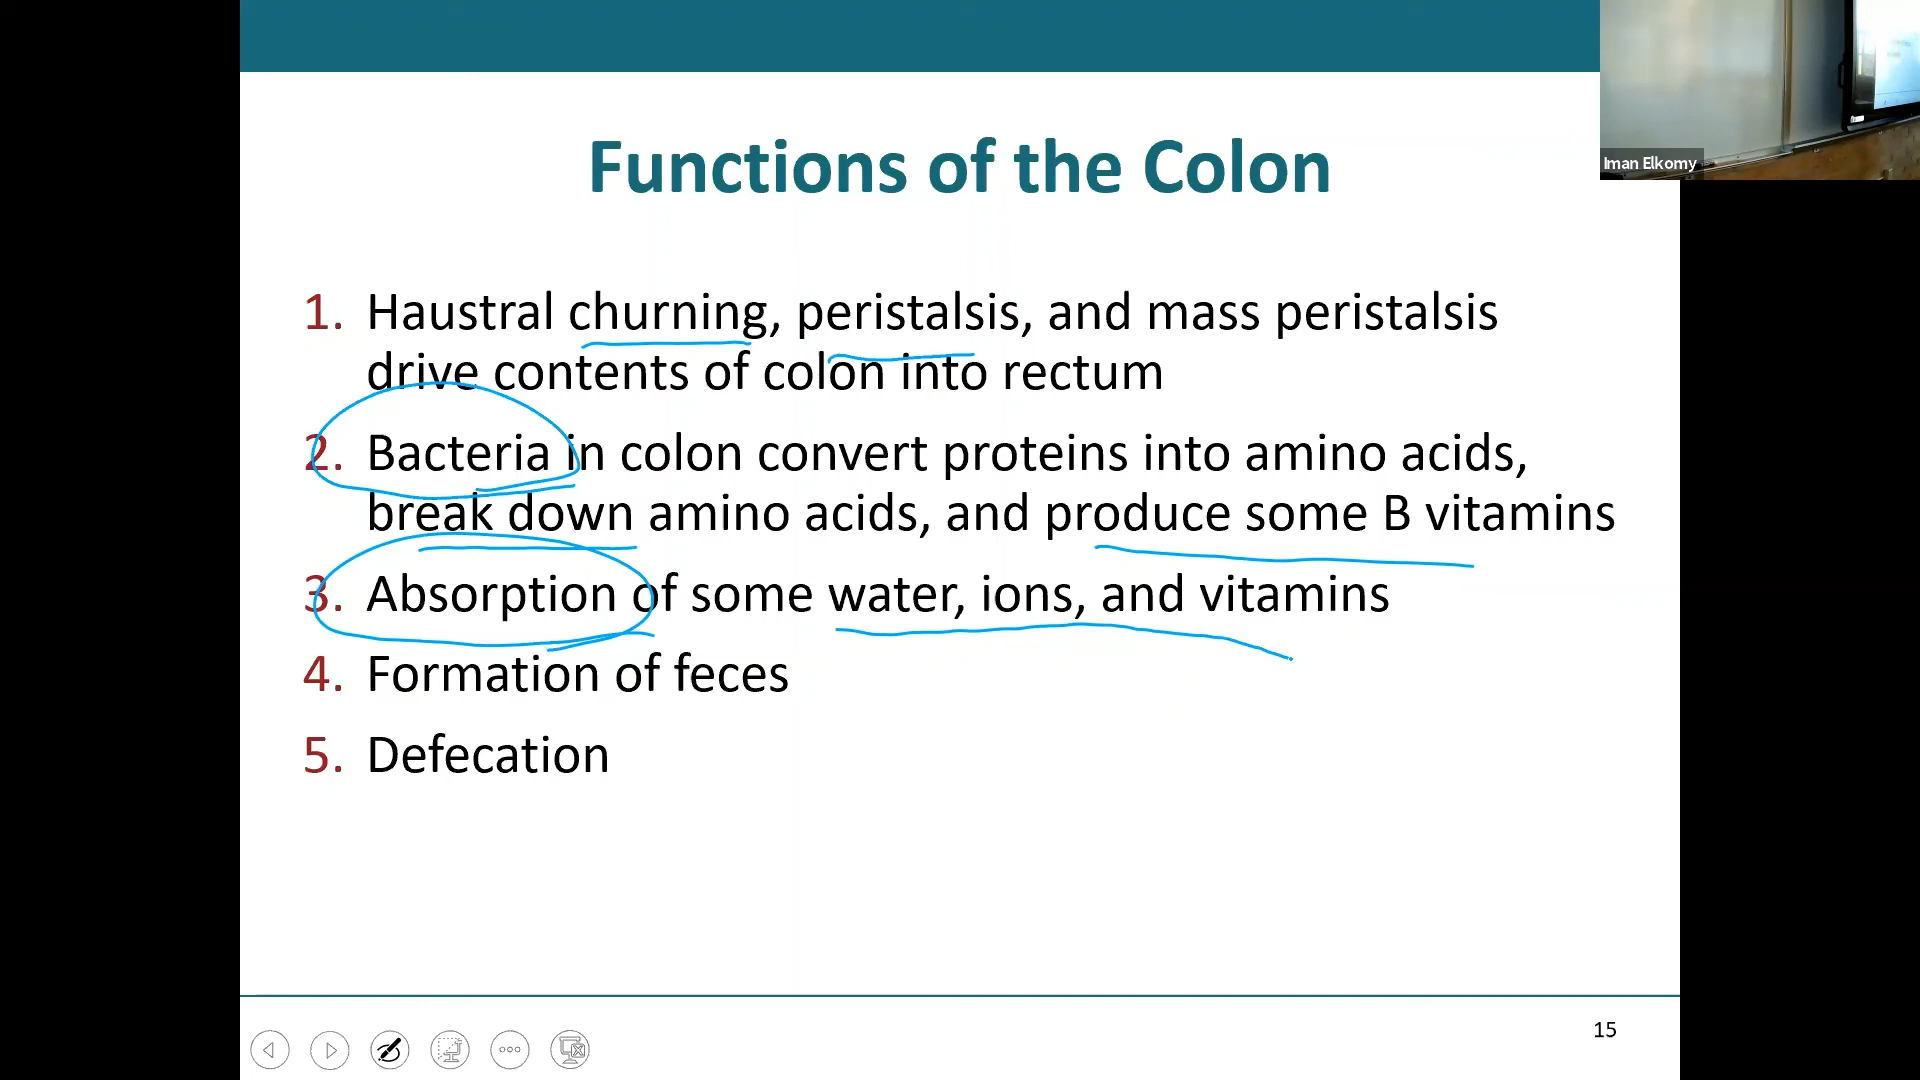 Iman Elkomy
Functions of the Colon
1. Haustral churning, peristalsis, and mass peristalsis
drive contents of colon into rectum
2. Bacteria in colon convert proteins into amino acids,
break down amino acids, and produce some B vitamins
3. Absorption of some water, ions, and vitamins
4. Formation of feces
5. Defecation
15